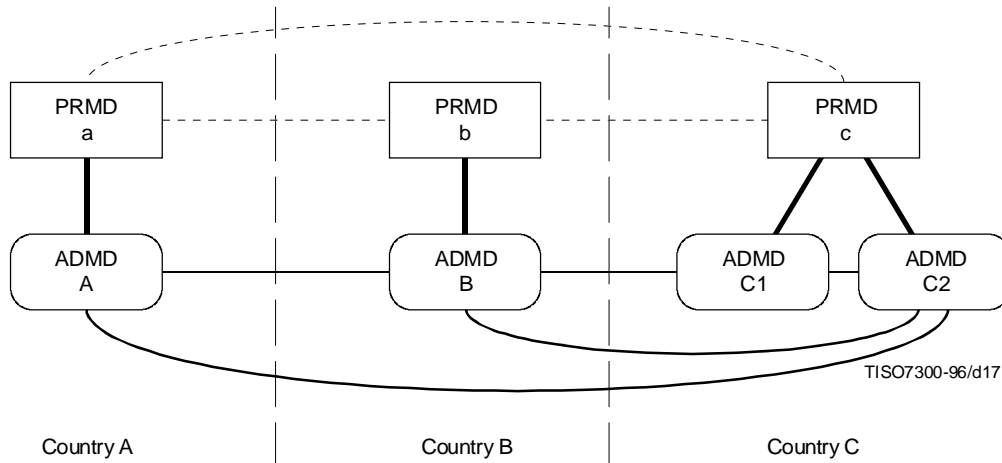 PRMD
a
PRMD
b
PRMD
c
ADMD
A
ADMD
B
ADMD
C1
ADMD
C2
TISO7300-96/d17
Country A
Country B
Country C